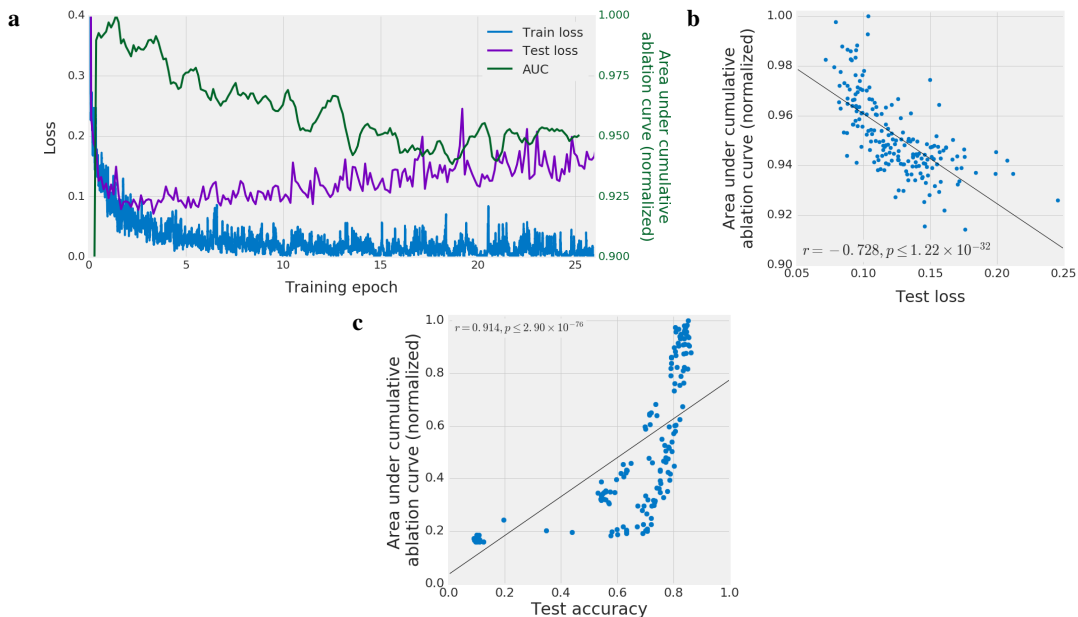 a
0.4
0.3
0.2
0.1
0.0
Loss
0
5
10
15
20
25
Training epoch
Train loss
Test loss
AUC
1.000
0.975
0.950
0.925
0.900
Area under cumulative
ablation curve (normalized)
b
1.00
0.98
0.96
0.94
0.92
0.90
Area under cumulative
ablation curve (normalized)
r = −0.728, p ≤ 1.22 × 10⁻³²
0.05
0.10
0.15
0.20
0.25
Test loss
c
1.0
0.8
0.6
0.4
0.2
0.0
Area under cumulative
ablation curve (normalized)
r = 0.914, p ≤ 2.90 × 10⁻⁷⁶
0.0
0.2
0.4
0.6
0.8
1.0
Test accuracy